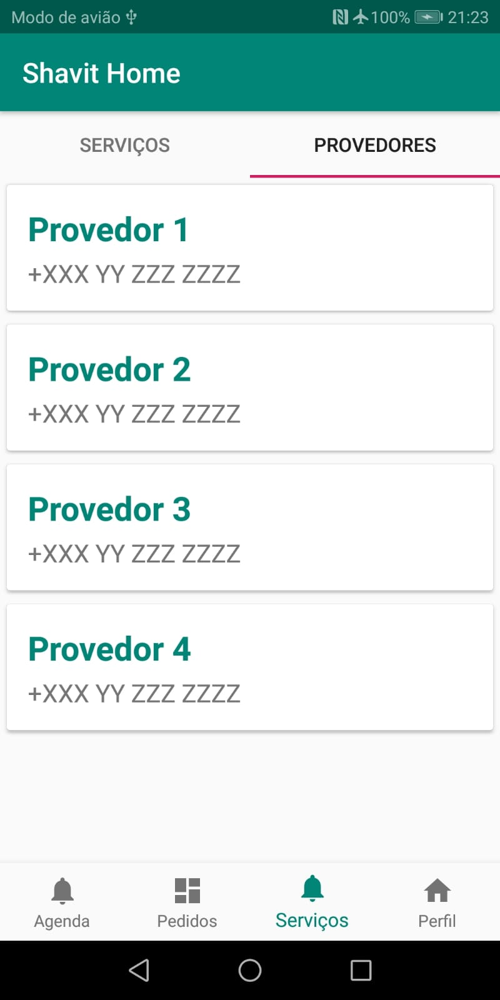 Modo de avião 100% 21:23
Shavit Home
SERVIÇOS PROVEDORES
Provedor 1
+XXX YY ZZZ ZZZZ
Provedor 2
+XXX YY ZZZ ZZZZ
Provedor 3
+XXX YY ZZZ ZZZZ
Provedor 4
+XXX YY ZZZ ZZZZ
Agenda Pedidos Serviços Perfil